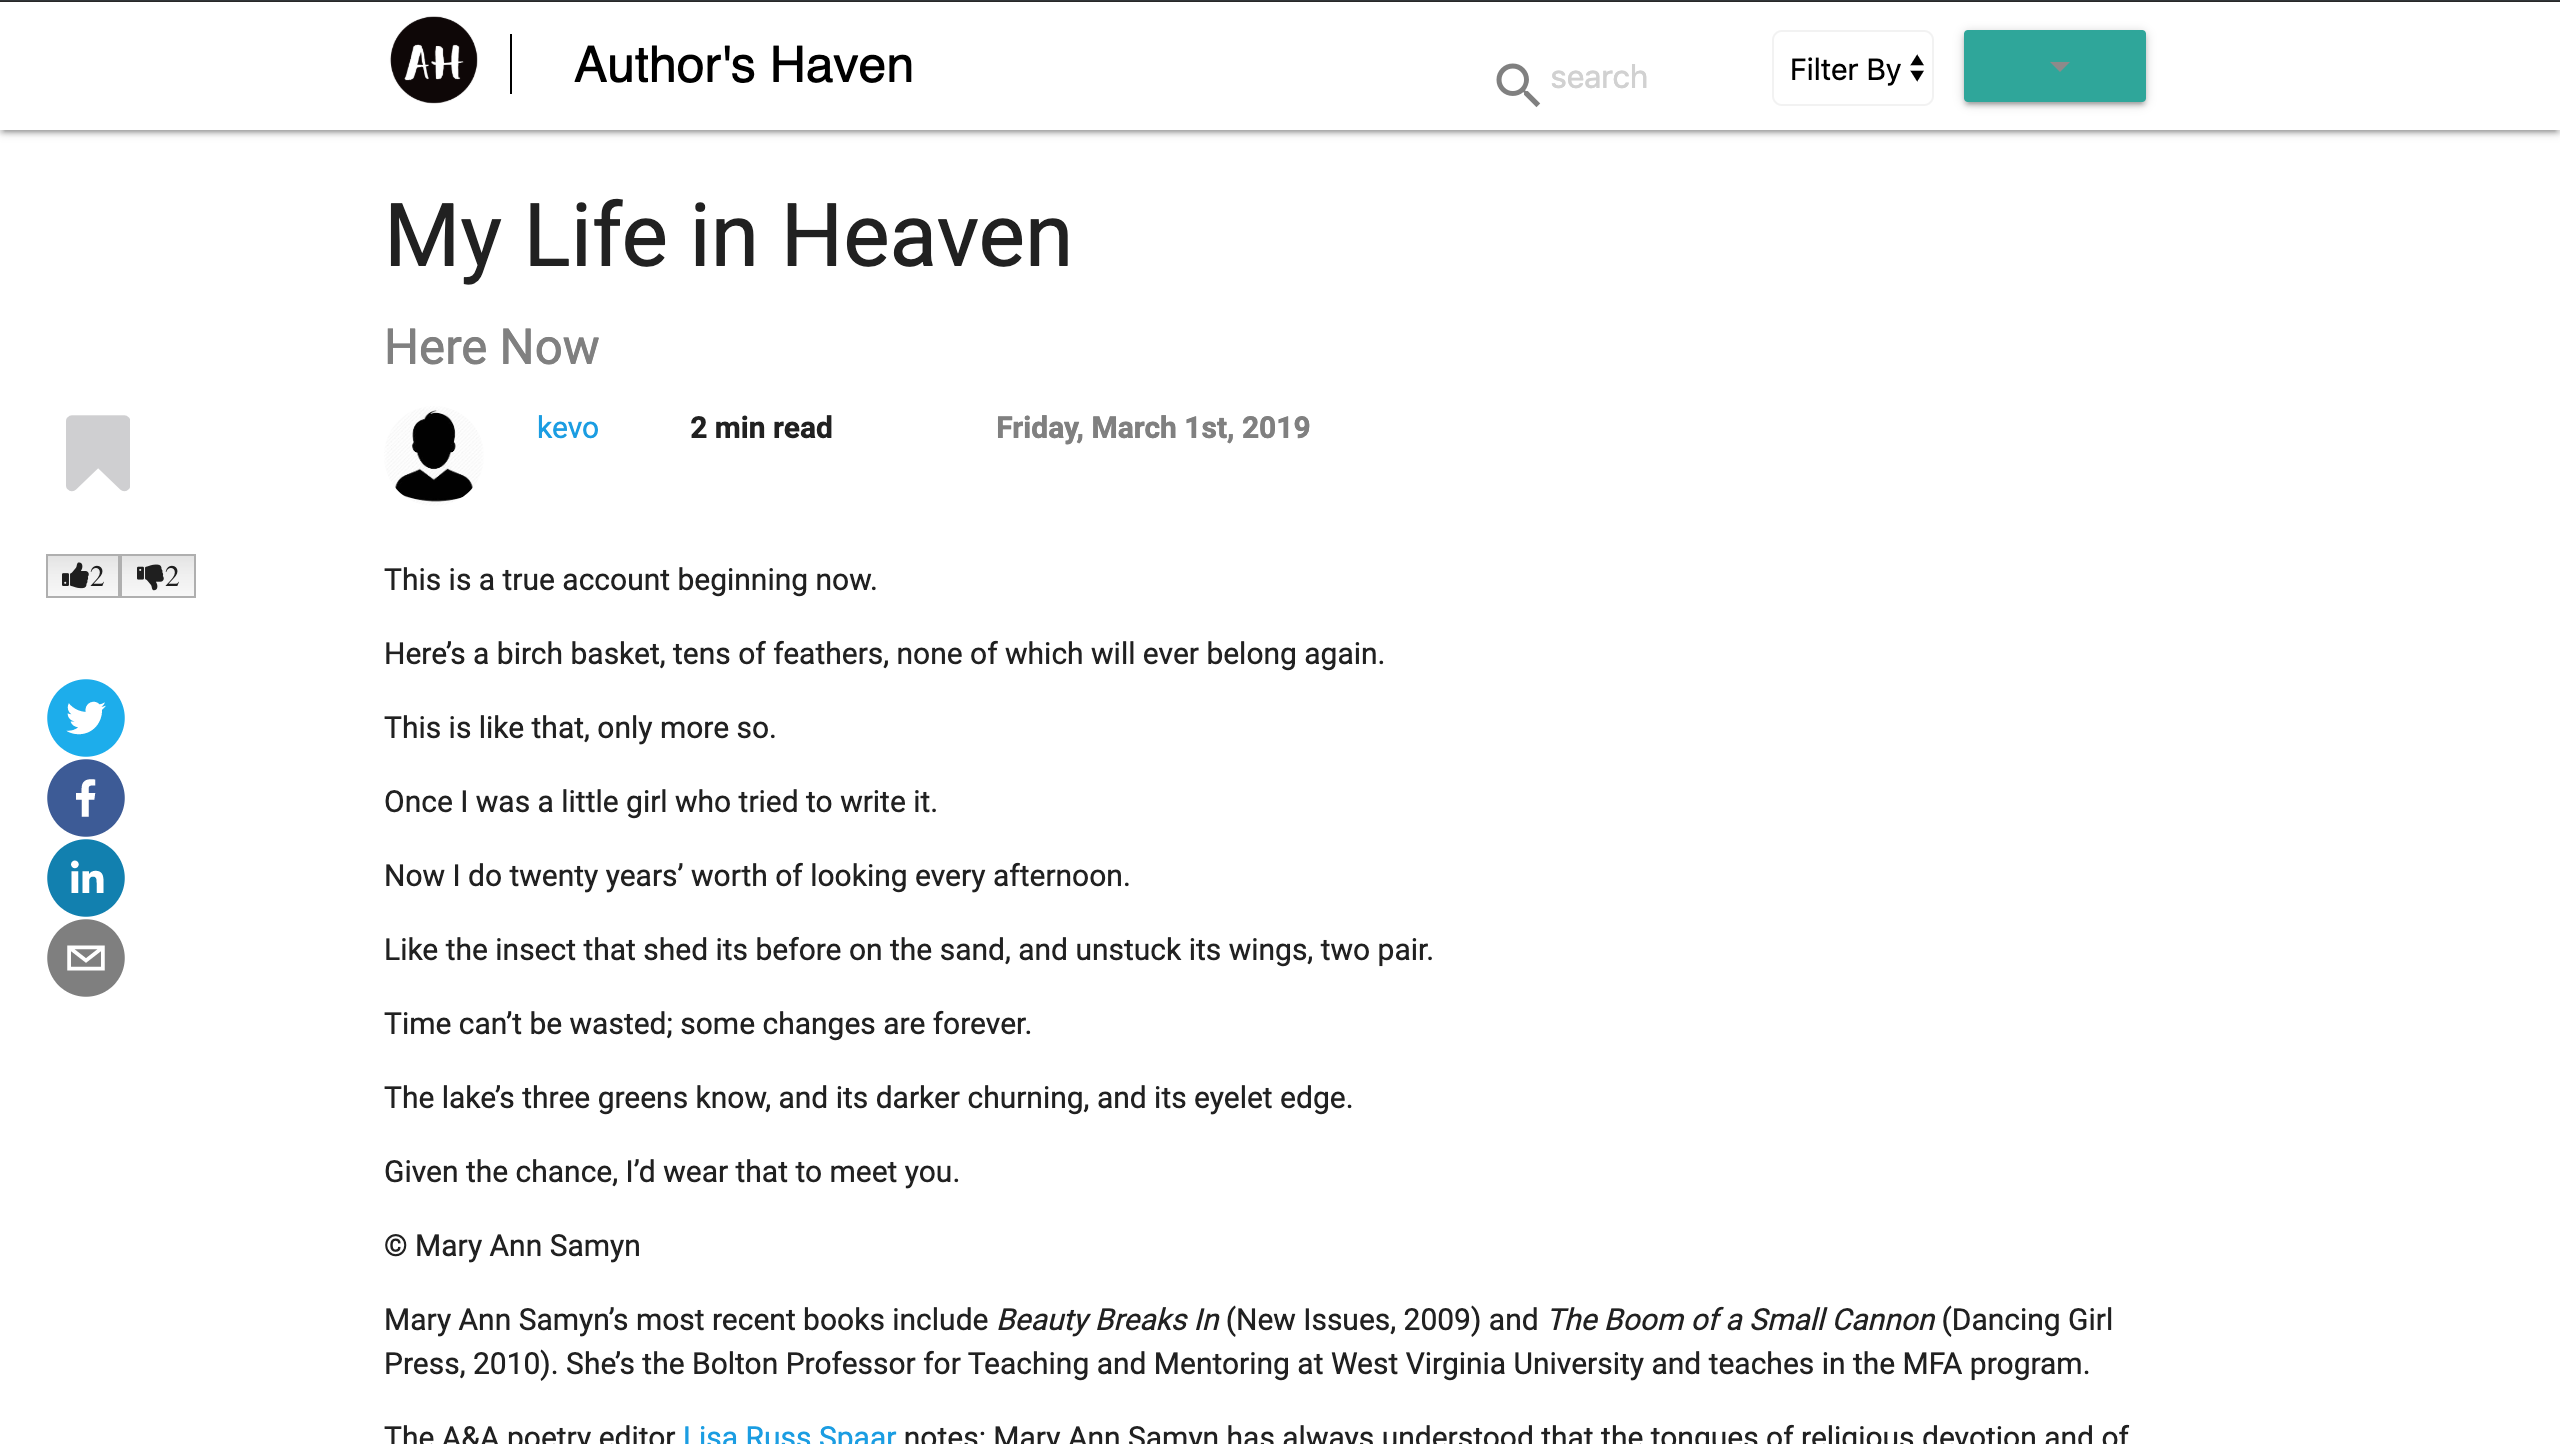 AH
Author's Haven
search
Filter By
My Life in Heaven
Here Now
kevo
2 min read
Friday, March 1st, 2019
2
2
This is a true account beginning now.
Here’s a birch basket, tens of feathers, none of which will ever belong again.
This is like that, only more so.
Once I was a little girl who tried to write it.
Now I do twenty years’ worth of looking every afternoon.
Like the insect that shed its before on the sand, and unstuck its wings, two pair.
Time can’t be wasted; some changes are forever.
The lake’s three greens know, and its darker churning, and its eyelet edge.
Given the chance, I’d wear that to meet you.
© Mary Ann Samyn
Mary Ann Samyn’s most recent books include Beauty Breaks In (New Issues, 2009) and The Boom of a Small Cannon (Dancing Girl
Press, 2010). She’s the Bolton Professor for Teaching and Mentoring at West Virginia University and teaches in the MFA program.
The A&A poetry editor Lisa Russ Spaar notes: Mary Ann Samyn has always understood that the tongues of religious devotion and of